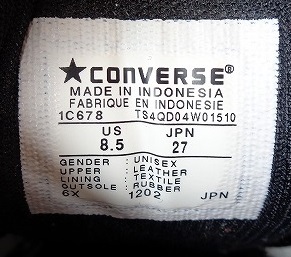 ★CONVERSE®
MADE IN INDONESIA
FABRIQUE EN INDONESIE
1C678 TS4QD04W01510
US JPN
8.5 27
GENDER : UNISEX
UPPER : LEATHER
LINING : TEXTILE
OUTSOLE : RUBBER
6X 1202 JPN